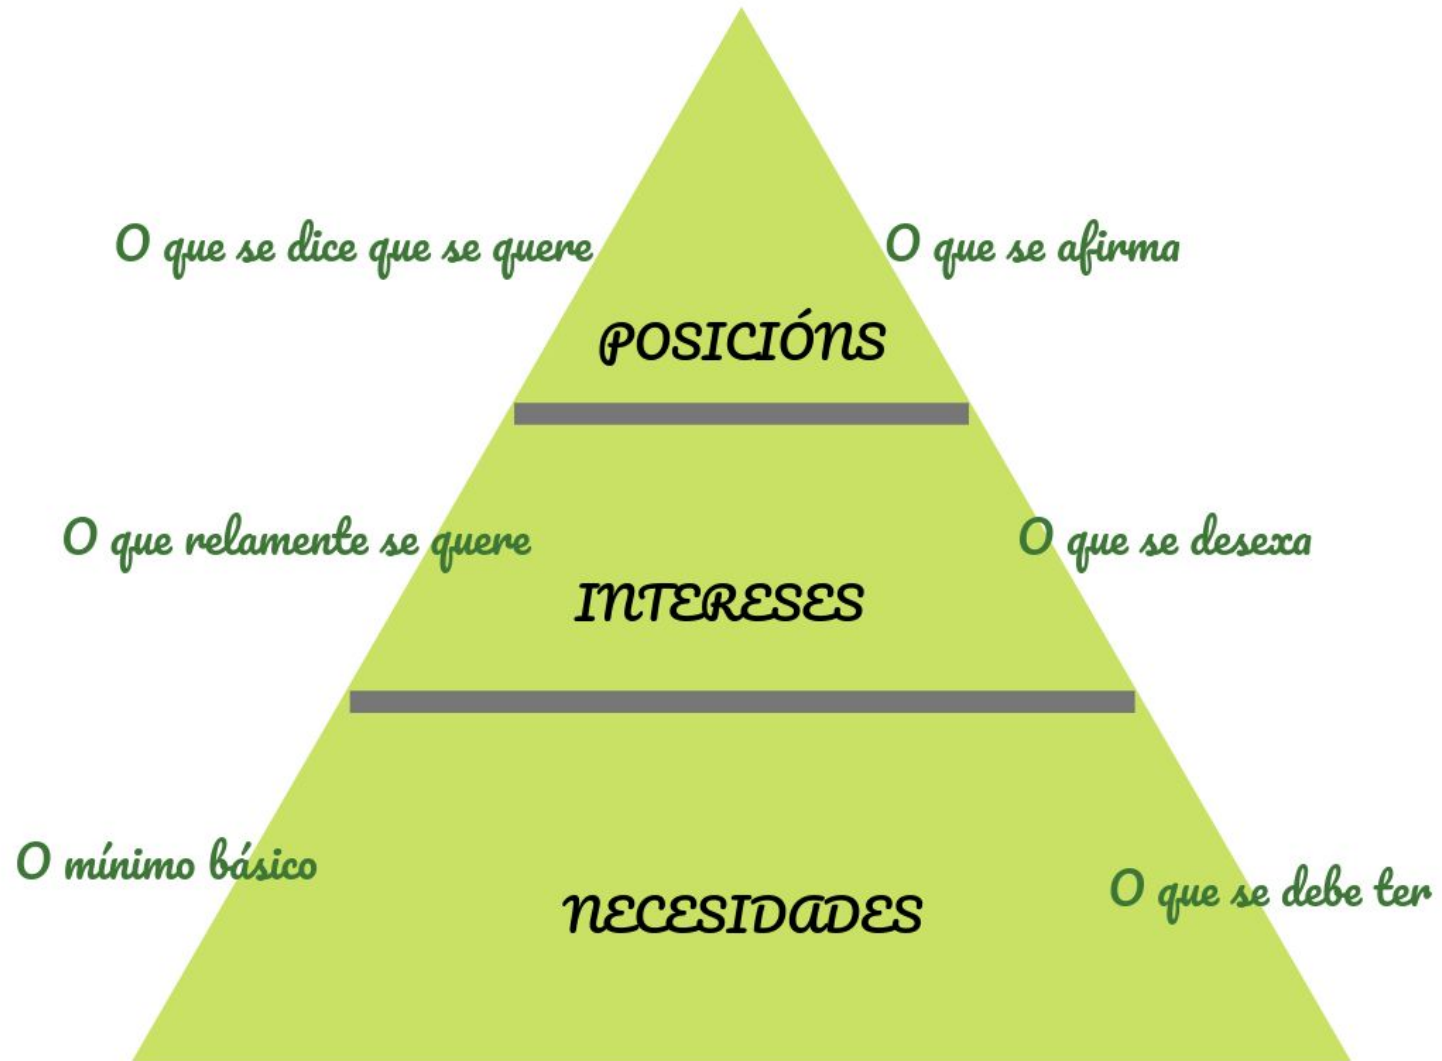 O que se dice que se quere
O que se afirma
POSICIÓNS
O que relamente se quere
O que se desexa
INTERESES
O mínimo básico
O que se debe ter
NECESIDADES